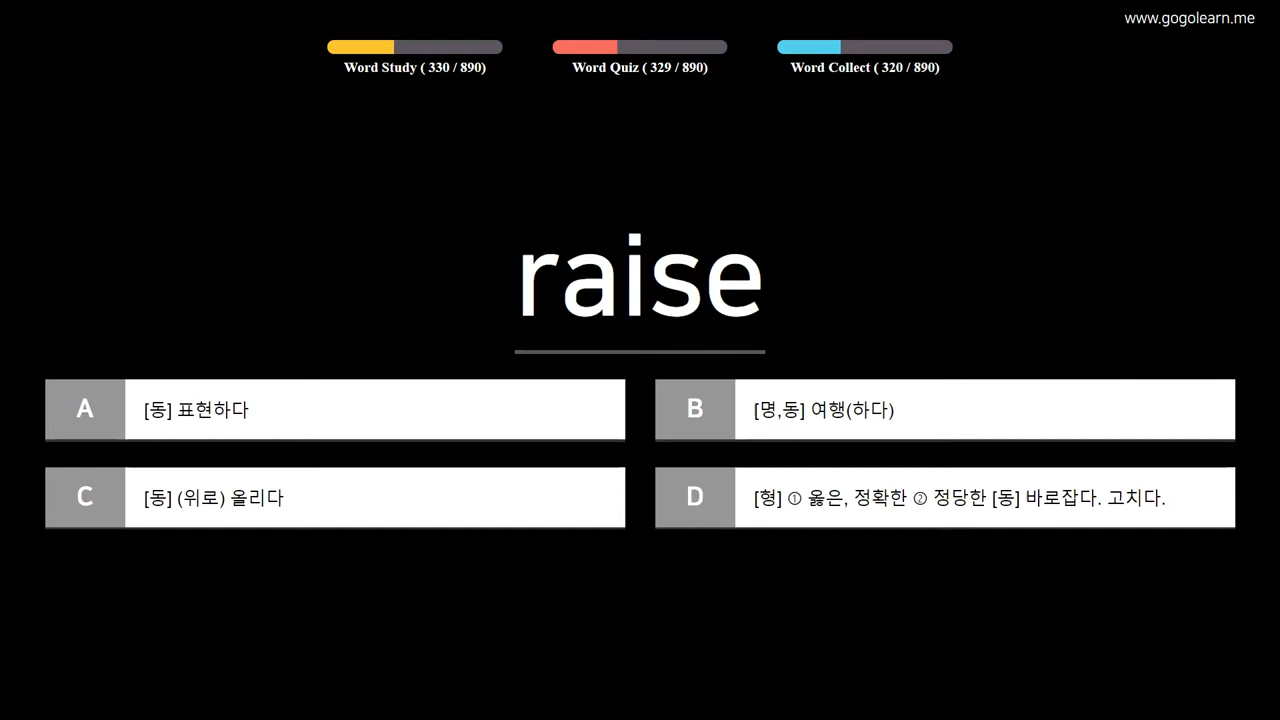 www.gogolearn.me
Word Study ( 330 / 890)
Word Quiz ( 329 / 890)
Word Collect ( 320 / 890)
raise
A [동] 표현하다
B [명,동] 여행(하다)
C [동] (위로) 올리다
D [형] ① 옳은, 정확한 ② 정당한 [동] 바로잡다. 고치다.